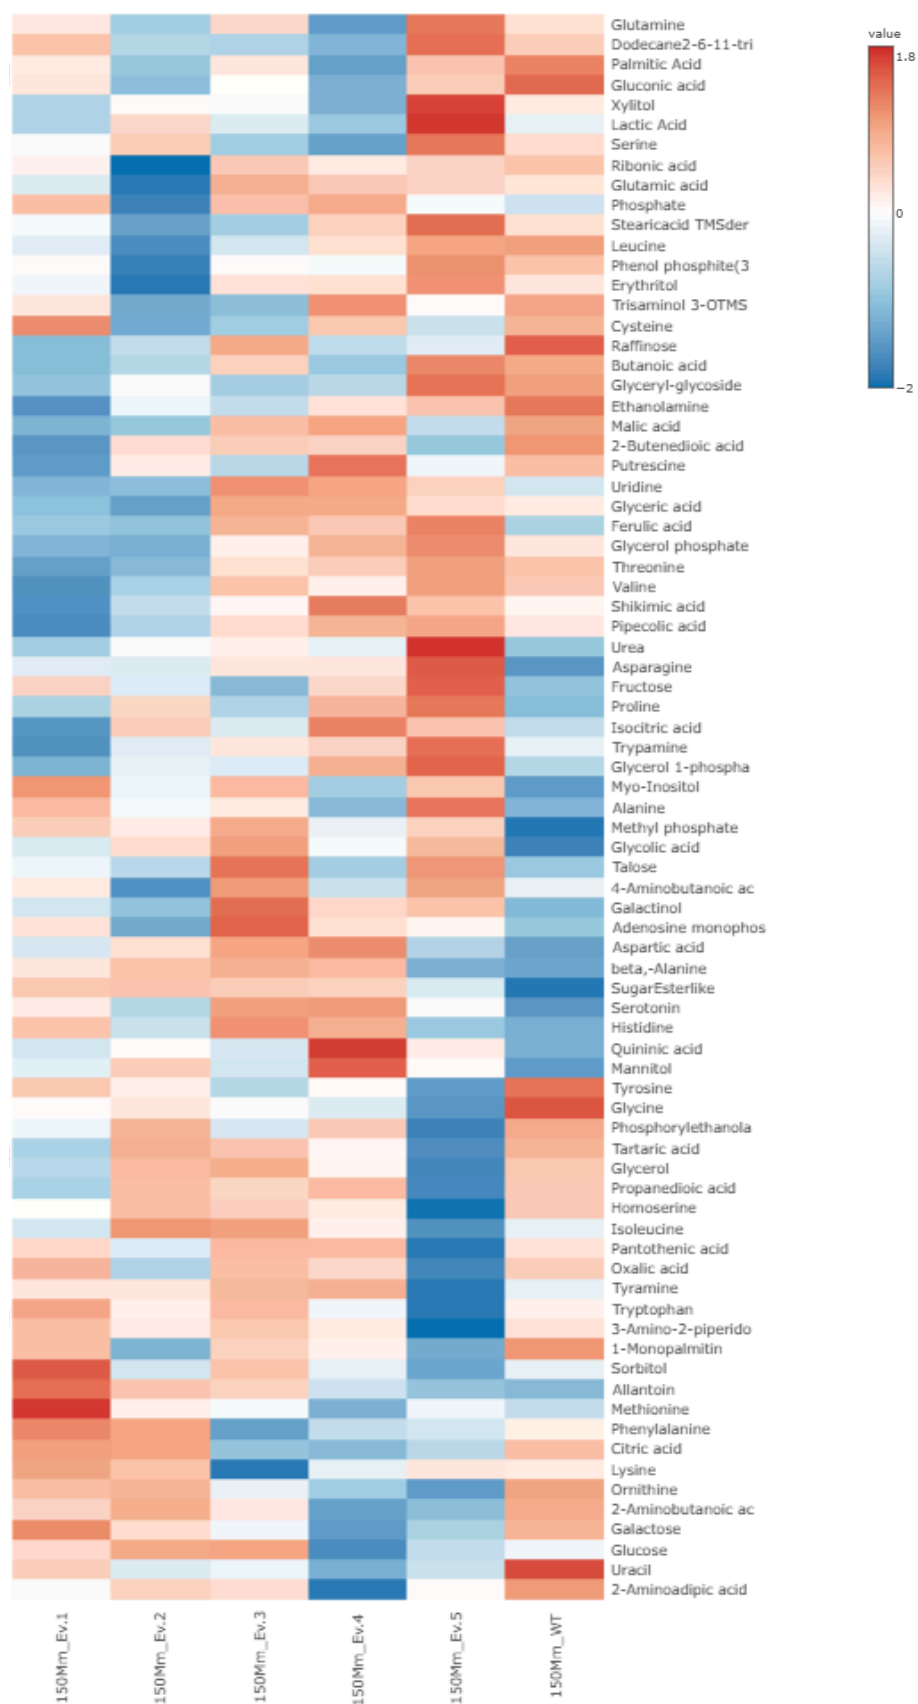 value
1.8
0
−2
Glutamine
Dodecane2-6-11-tri
Palmitic Acid
Gluconic acid
Xylitol
Lactic Acid
Serine
Ribonic acid
Glutamic acid
Phosphate
Stearicacid TMSder
Leucine
Phenol phosphite(3
Erythritol
Trisaminol 3-OTMS
Cysteine
Raffinose
Butanoic acid
Glyceryl-glycoside
Ethanolamine
Malic acid
2-Butenedioic acid
Putrescine
Uridine
Glyceric acid
Ferulic acid
Glycerol phosphate
Threonine
Valine
Shikimic acid
Pipecolic acid
Urea
Asparagine
Fructose
Proline
Isocitric acid
Trypamine
Glycerol 1-phospha
Myo-Inositol
Alanine
Methyl phosphate
Glycolic acid
Talose
4-Aminobutanoic ac
Galactinol
Adenosine monophos
Aspartic acid
beta,-Alanine
SugarEsterlike
Serotonin
Histidine
Quininic acid
Mannitol
Tyrosine
Glycine
Phosphorylethanola
Tartaric acid
Glycerol
Propanedioic acid
Homoserine
Isoleucine
Pantothenic acid
Oxalic acid
Tyramine
Tryptophan
3-Amino-2-piperido
1-Monopalmitin
Sorbitol
Allantoin
Methionine
Phenylalanine
Citric acid
Lysine
Ornithine
2-Aminobutanoic ac
Galactose
Glucose
Uracil
2-Aminoadipic acid
150Mm_Ev.1
150Mm_Ev.2
150Mm_Ev.3
150Mm_Ev.4
150Mm_Ev.5
150Mm_WT